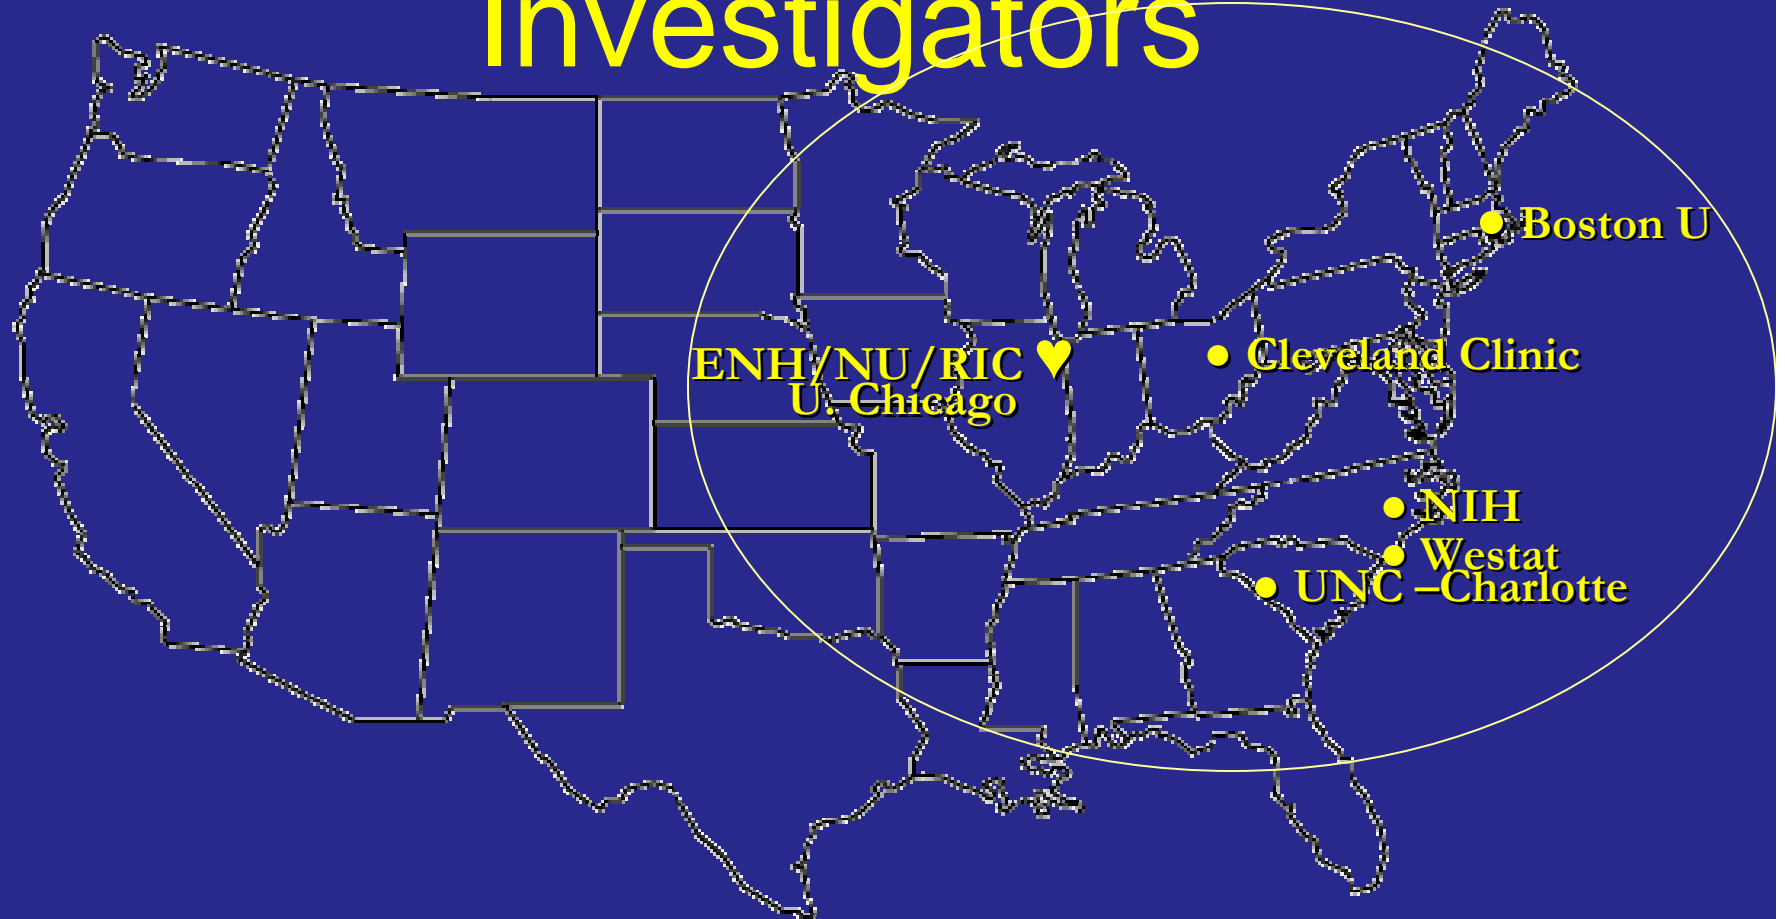 Investigators
Boston U
ENH/NU/RIC
U. Chicago
Cleveland Clinic
NIH
Westat
UNC –Charlotte